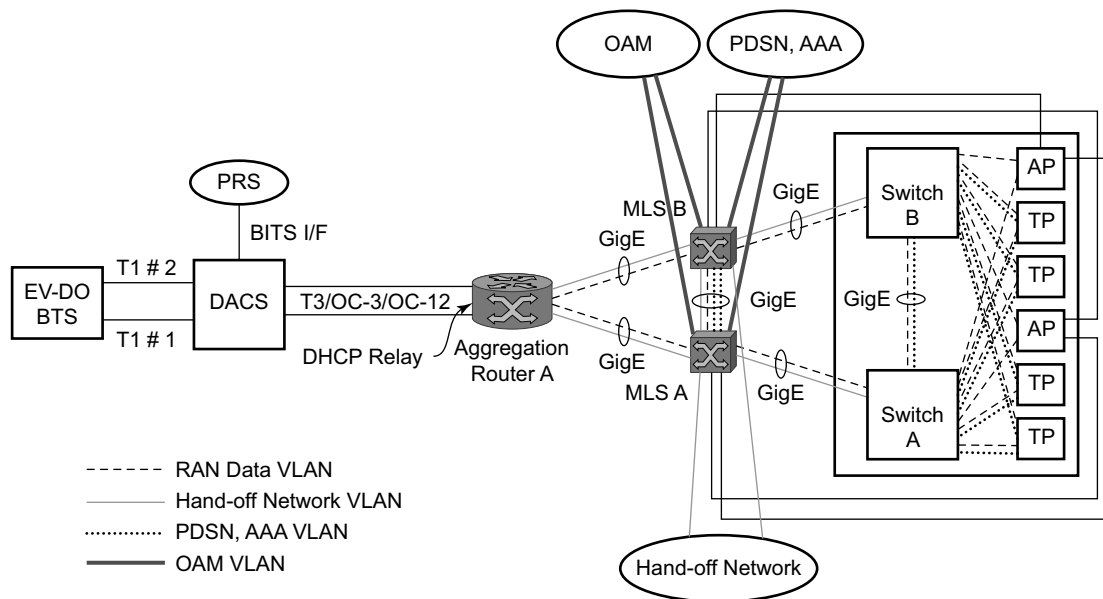 OAM
PDSN, AAA
PRS
BITS I/F
EV-DO
BTS
T1 # 2
T1 # 1
DACS
T3/OC-3/OC-12
DHCP Relay
Aggregation
Router A
GigE
GigE
MLS B
MLS A
GigE
GigE
GigE
Switch
B
GigE
Switch
A
AP
TP
TP
AP
TP
TP
RAN Data VLAN
Hand-off Network VLAN
PDSN, AAA VLAN
OAM VLAN
Hand-off Network